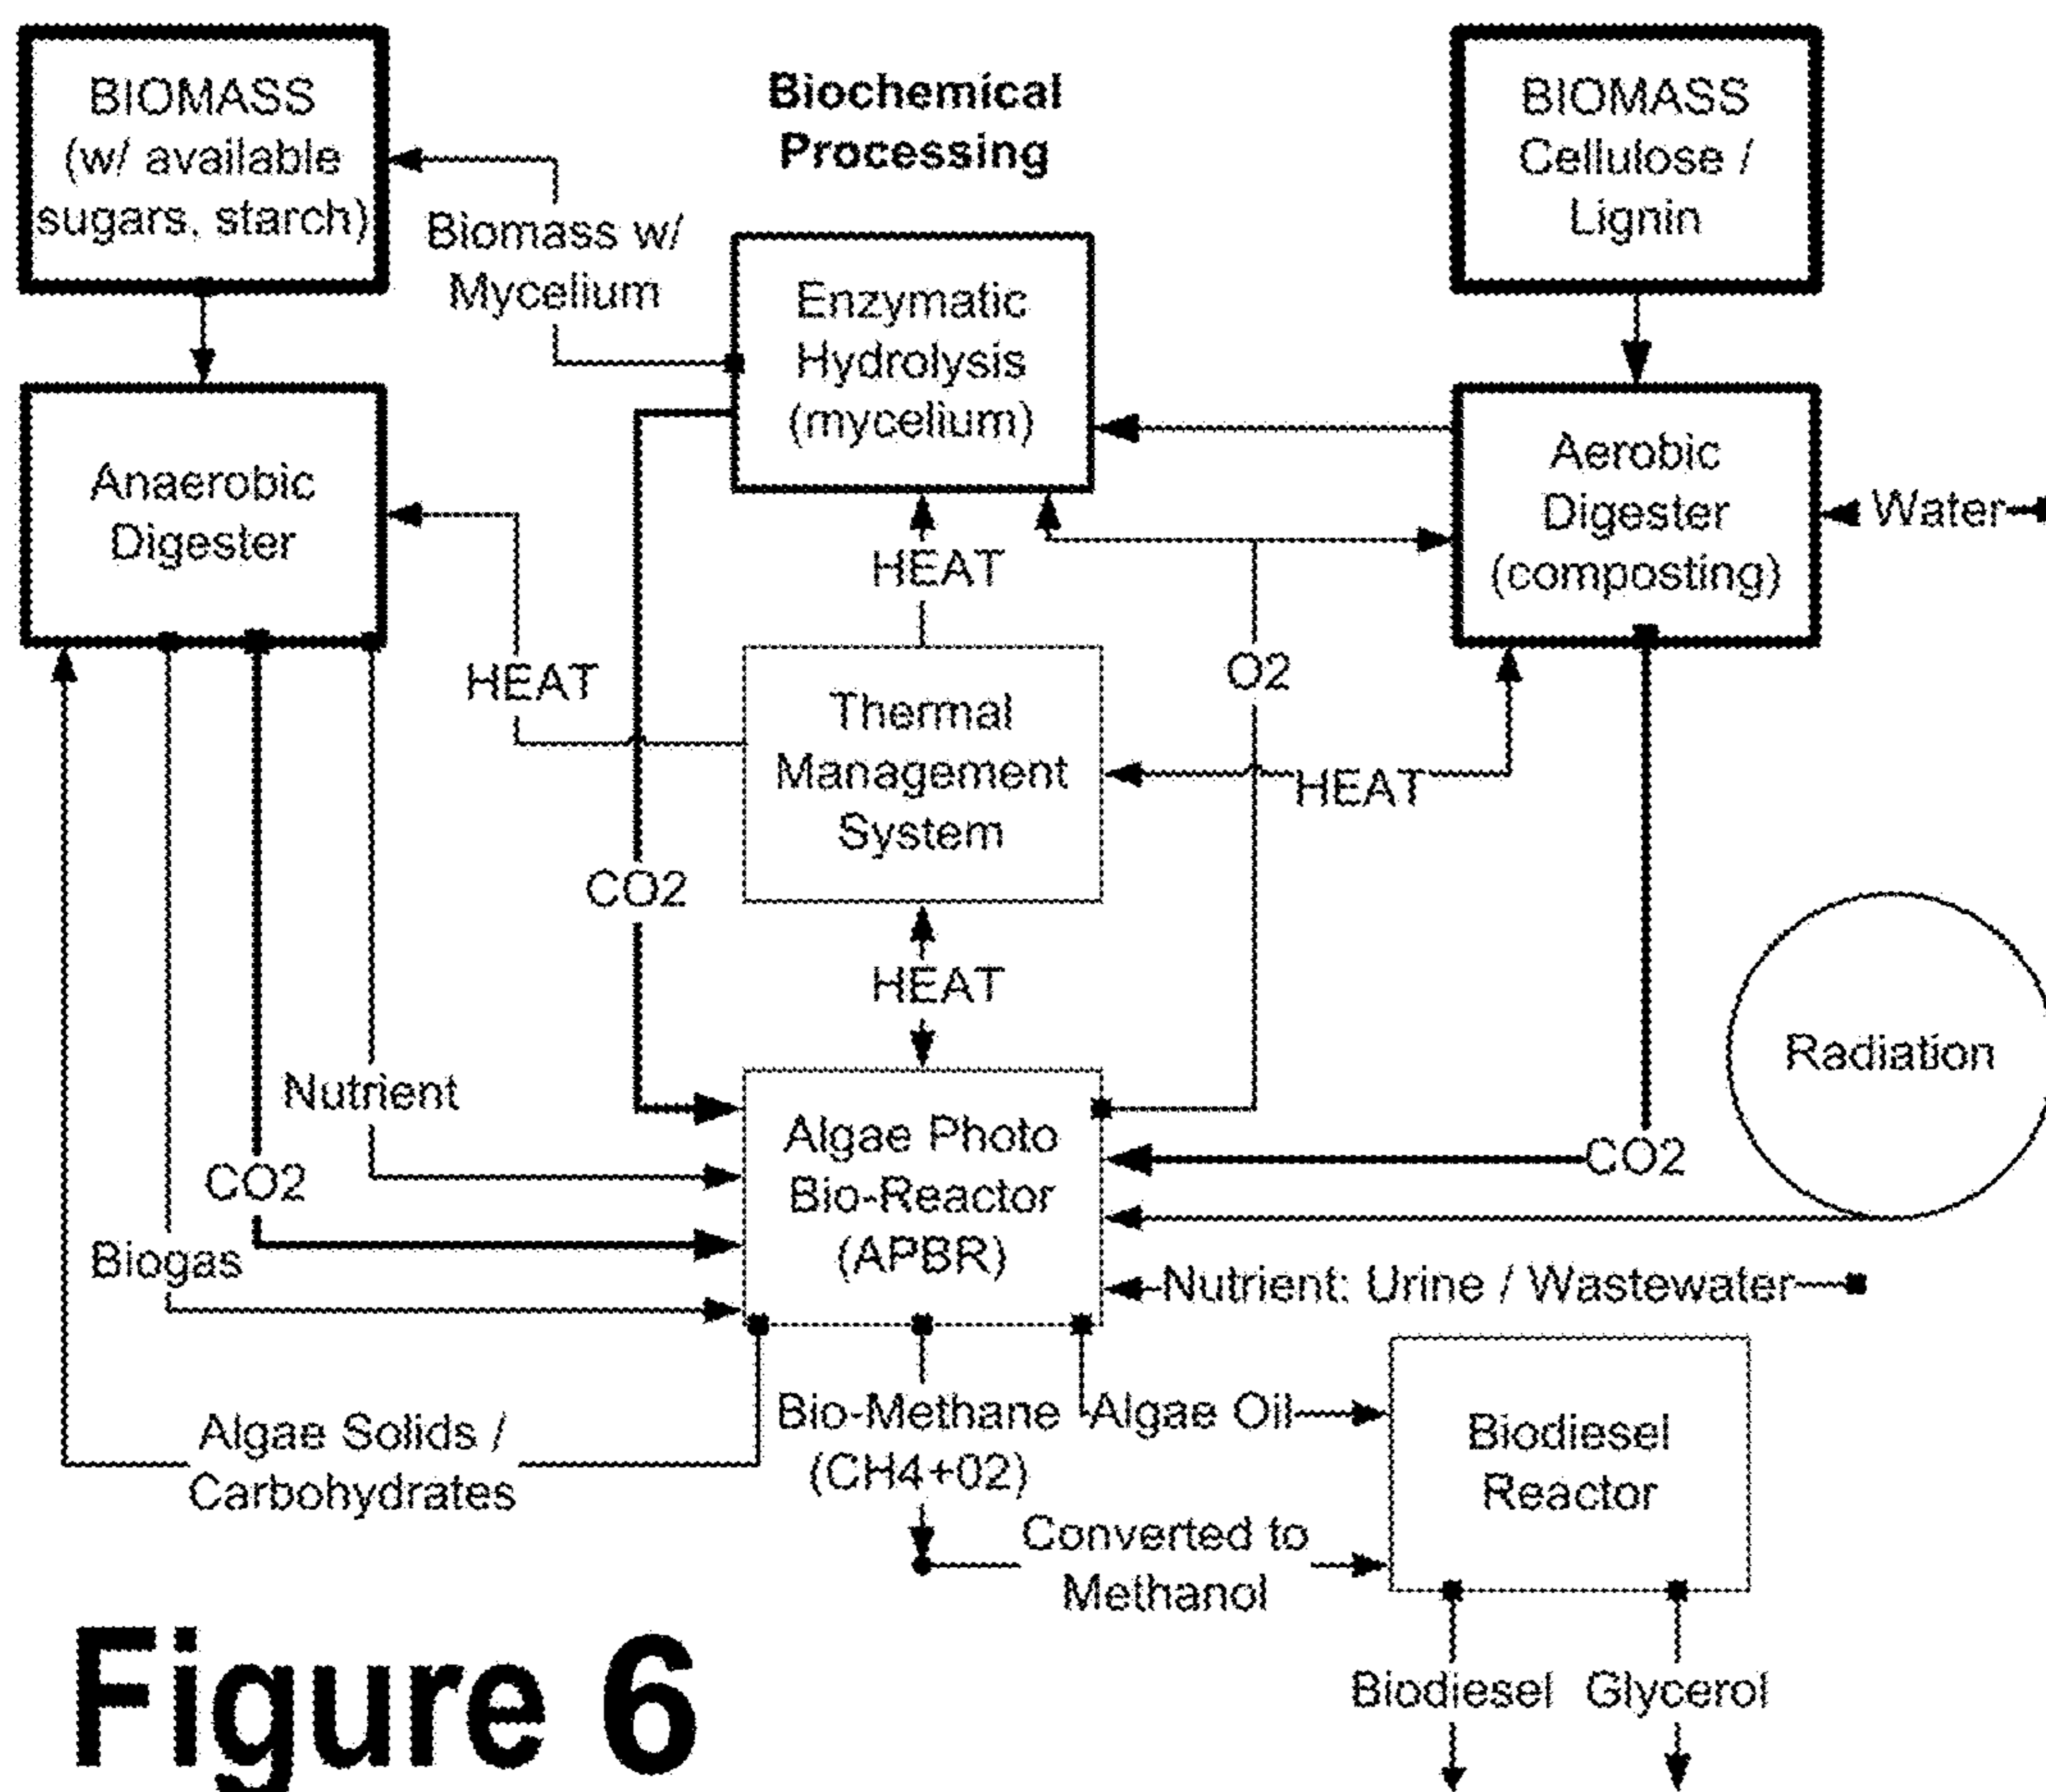 BIOMASS
(w/ available
sugars, starch)
Biochemical
Processing
BIOMASS
Cellulose /
Lignin
Biomass w/
Mycelium
Enzymatic
Hydrolysis
(mycelium)
Anaerobic
Digester
Aerobic
Digester
(composting)
Water
HEAT
HEAT
O2
Thermal
Management
System
HEAT
CO2
HEAT
Radiation
Nutrient
CO2
Biogas
Algae Photo
Bio-Reactor
(APBR)
CO2
Nutrient: Urine / Wastewater
Algae Solids /
Carbohydrates
Bio-Methane
(CH4+02)
Algae Oil
Biodiesel
Reactor
Converted to
Methanol
Biodiesel
Glycerol
Figure 6